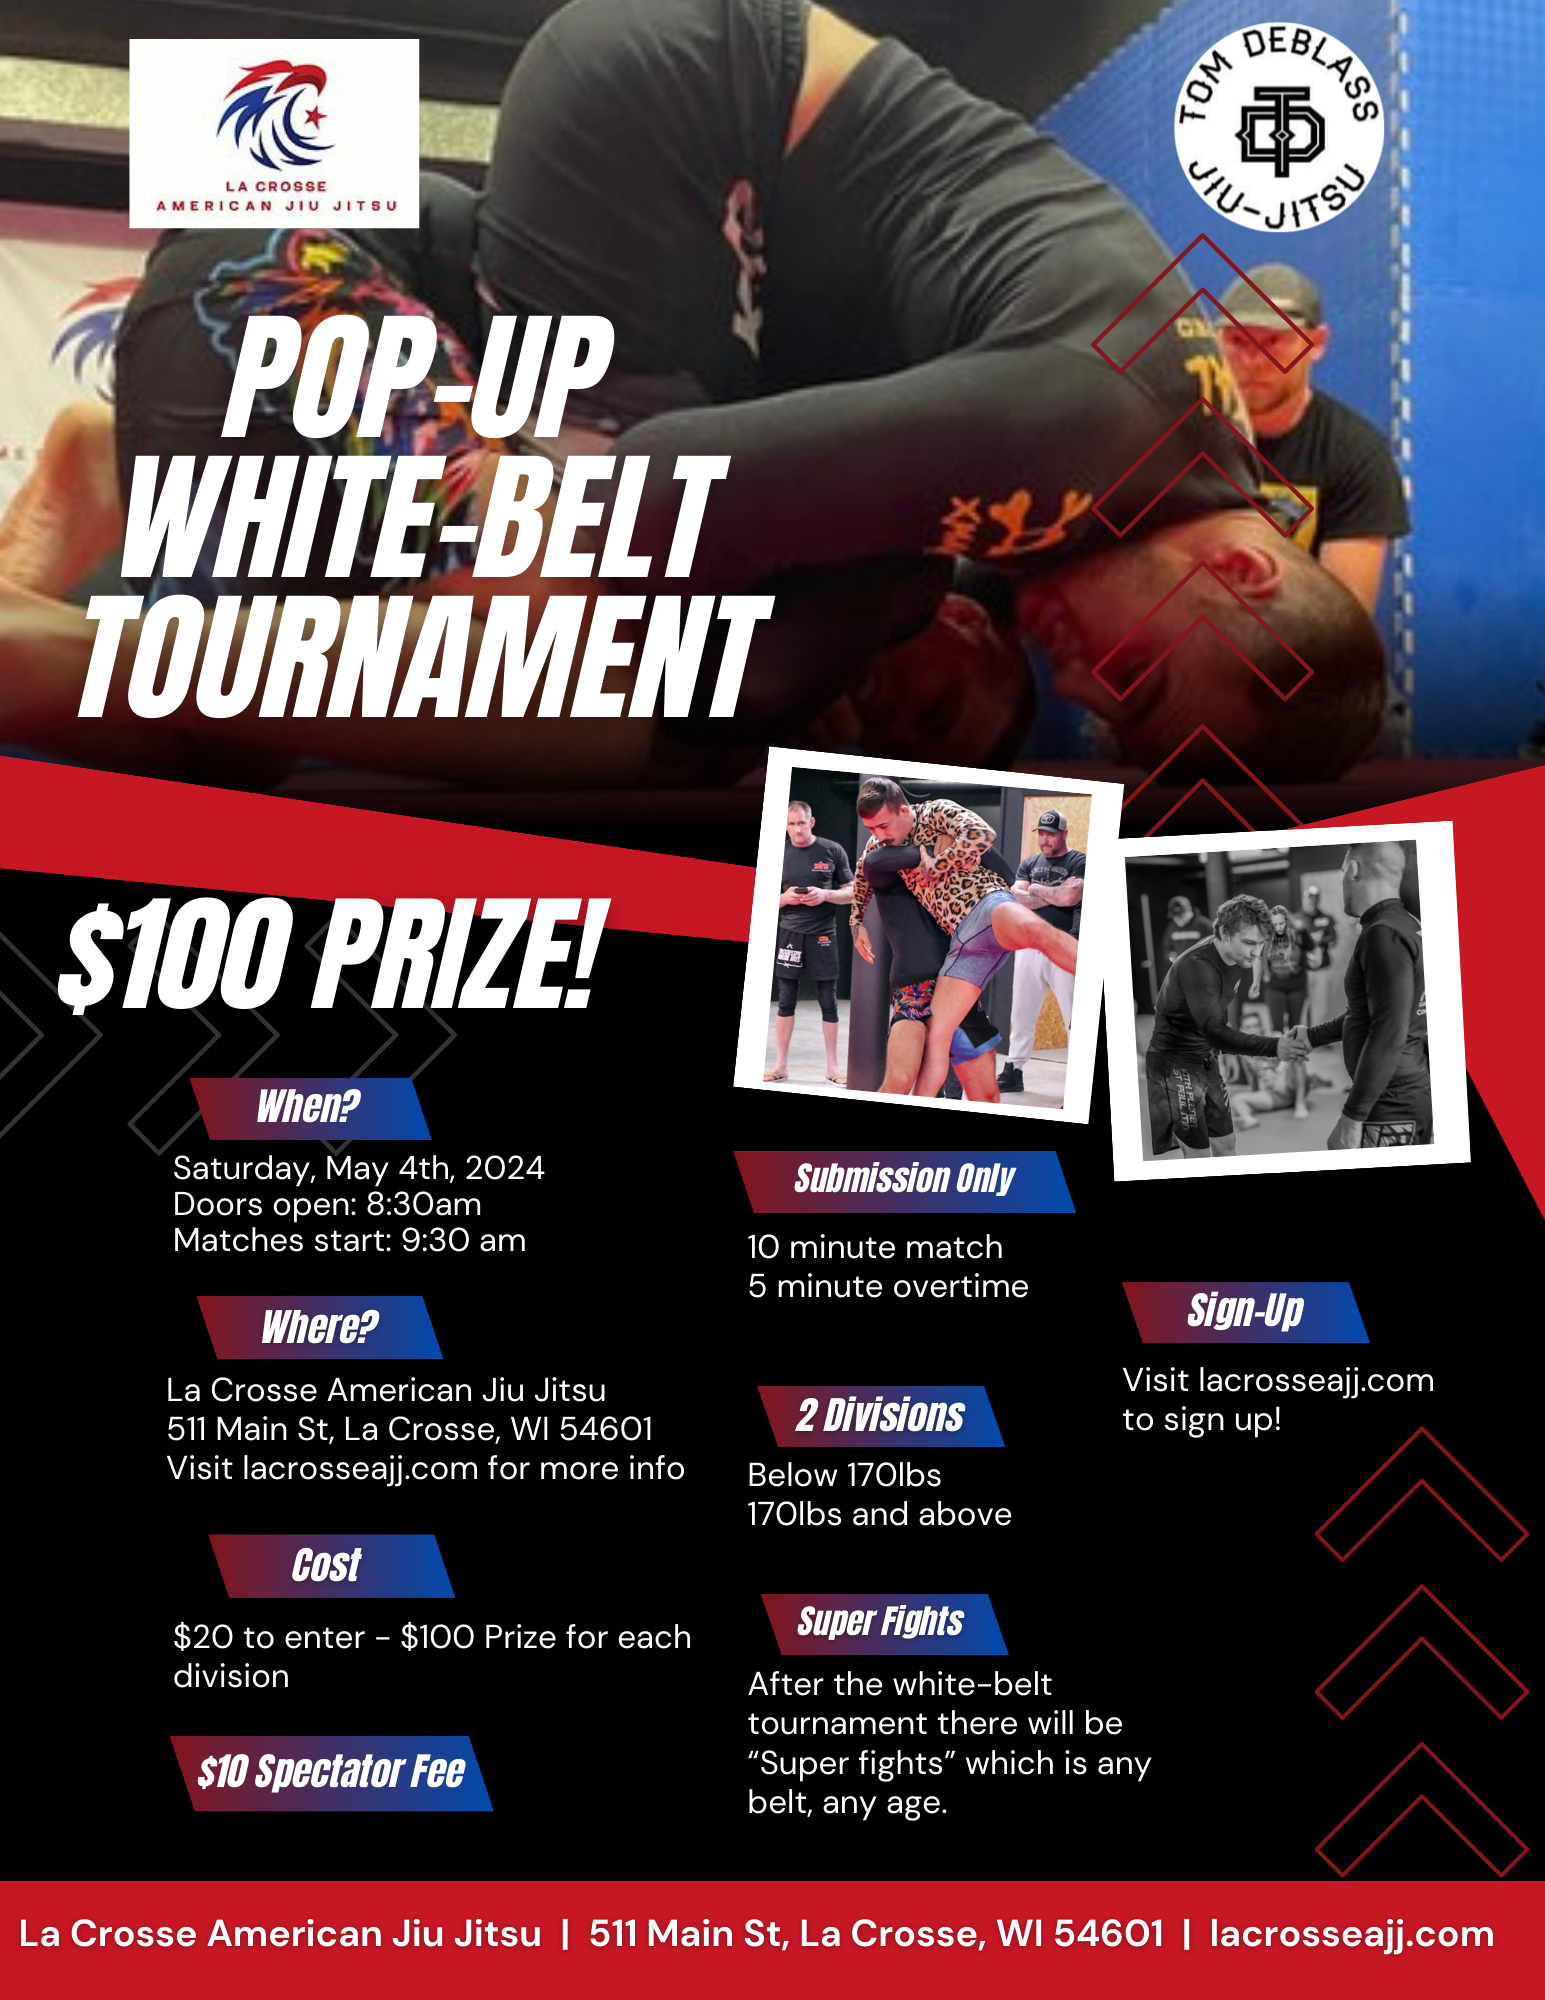 LA CROSSE
AMERICAN JIU JITSU
TOM DEBLASS
JIU-JITSU
POP-UP
WHITE-BELT
TOURNAMENT
$100 PRIZE!
When?
Saturday, May 4th, 2024
Doors open: 8:30am
Matches start: 9:30 am
Where?
La Crosse American Jiu Jitsu
511 Main St, La Crosse, WI 54601
Visit lacrosseajj.com for more info
Cost
$20 to enter - $100 Prize for each
division
$10 Spectator Fee
Submission Only
10 minute match
5 minute overtime
2 Divisions
Below 170lbs
170lbs and above
Super Fights
After the white-belt
tournament there will be
“Super fights” which is any
belt, any age.
Sign-Up
Visit lacrosseajj.com
to sign up!
La Crosse American Jiu Jitsu | 511 Main St, La Crosse, WI 54601 | lacrosseajj.com